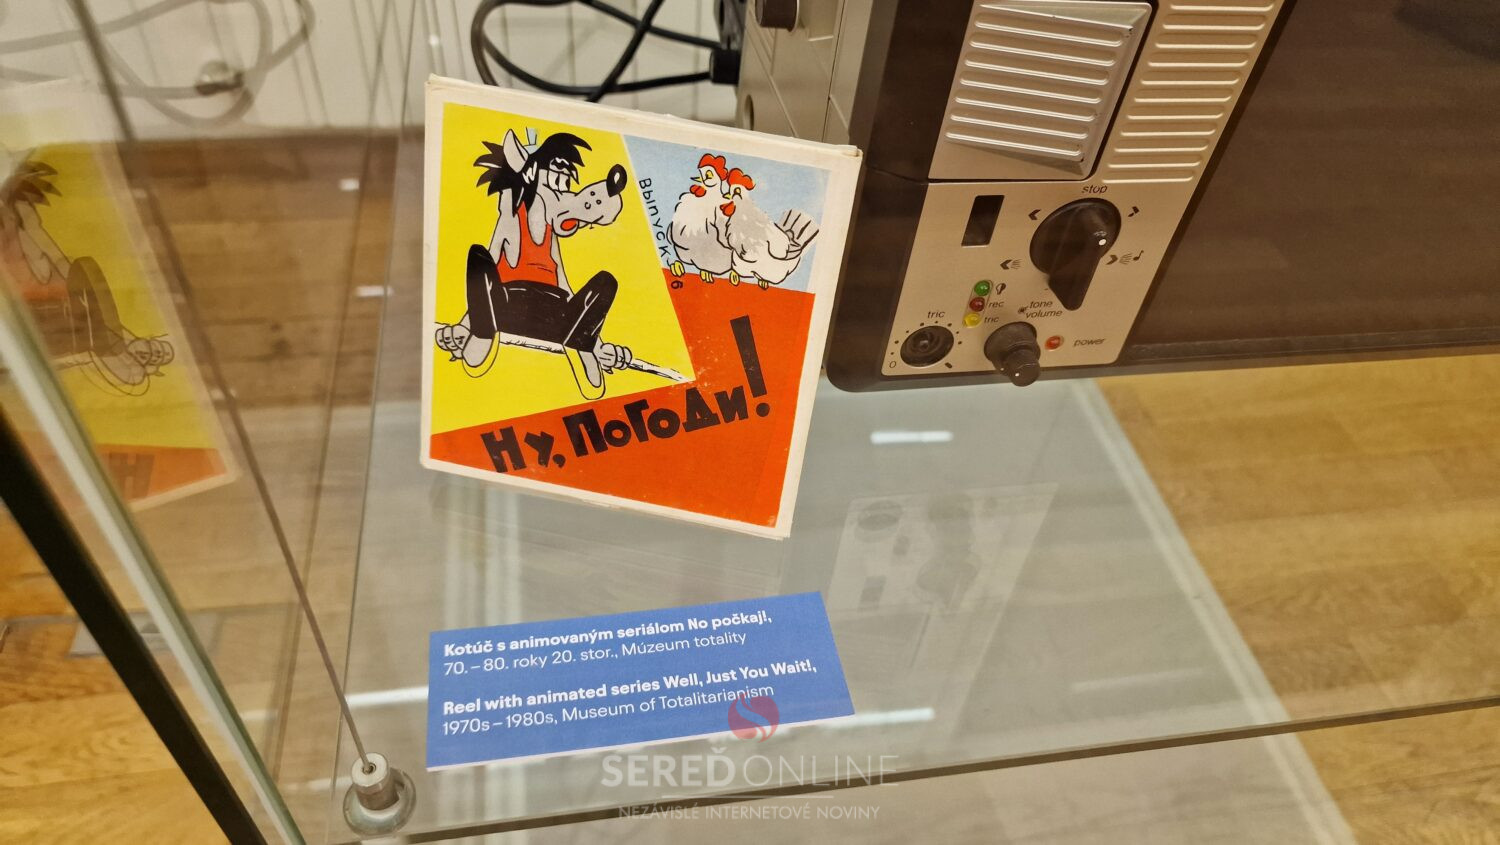 Выпуск 6
Ну, Погоди!
stop
tric
0
rec
tric
tone
volume
power
Kotúč s animovaným seriálom No počkaj!,
70. – 80. roky 20. stor., Múzeum totality
Reel with animated series Well, Just You Wait!,
1970s – 1980s, Museum of Totalitarianism
SEREĎ ONLINE
NEZÁVISLÉ INTERNETOVÉ NOVINY